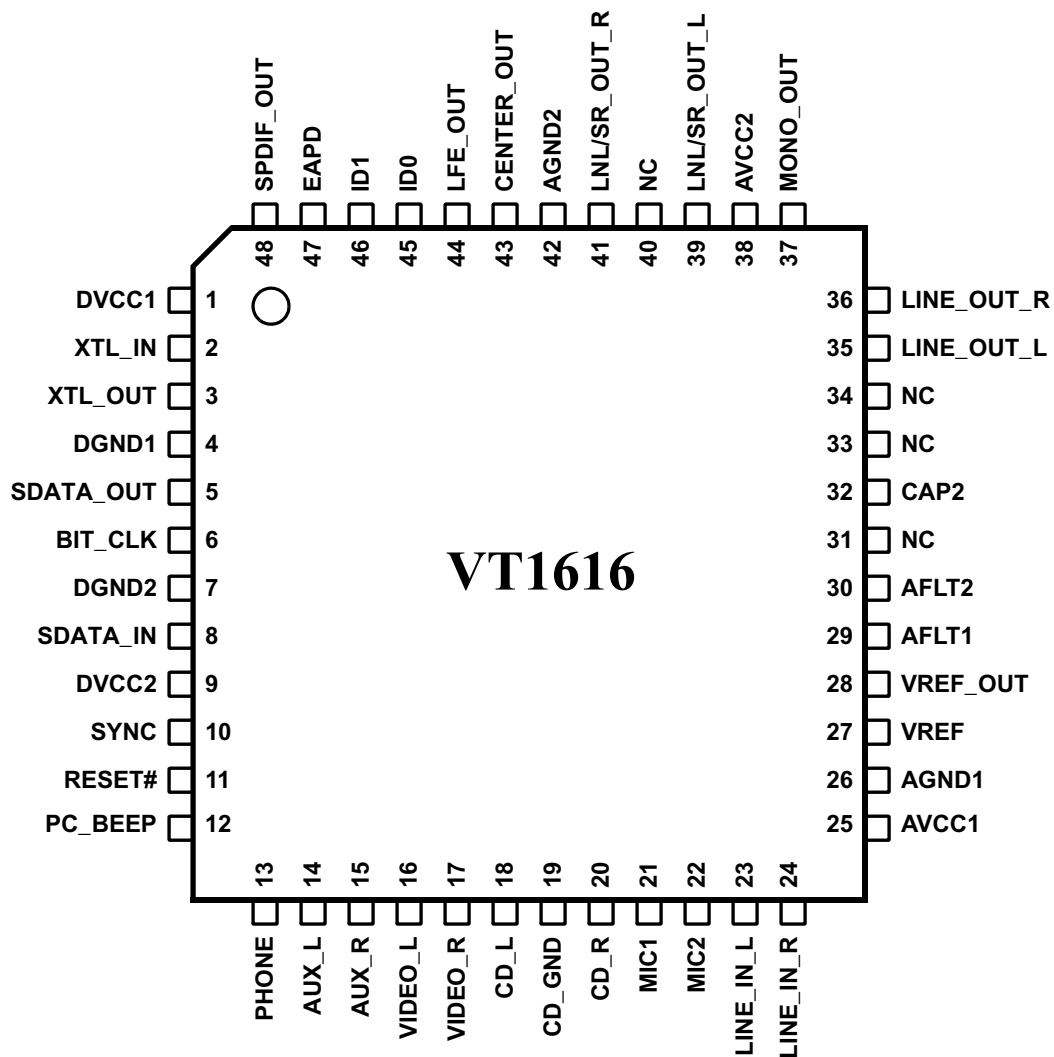 SPDIF_OUT
EAPD
ID1
ID0
LFE_OUT
CENTER_OUT
AGND2
LNL/SR_OUT_R
NC
LNL/SR_OUT_L
AVCC2
MONO_OUT
48
47
46
45
44
43
42
41
40
39
38
37
DVCC1 1
XTL_IN 2
XTL_OUT 3
DGND1 4
SDATA_OUT 5
BIT_CLK 6
DGND2 7
SDATA_IN 8
DVCC2 9
SYNC 10
RESET# 11
PC_BEEP 12
VT1616
36 LINE_OUT_R
35 LINE_OUT_L
34 NC
33 NC
32 CAP2
31 NC
30 AFLT2
29 AFLT1
28 VREF_OUT
27 VREF
26 AGND1
25 AVCC1
13
14
15
16
17
18
19
20
21
22
23
24
PHONE
AUX_L
AUX_R
VIDEO_L
VIDEO_R
CD_L
CD_GND
CD_R
MIC1
MIC2
LINE_IN_L
LINE_IN_R